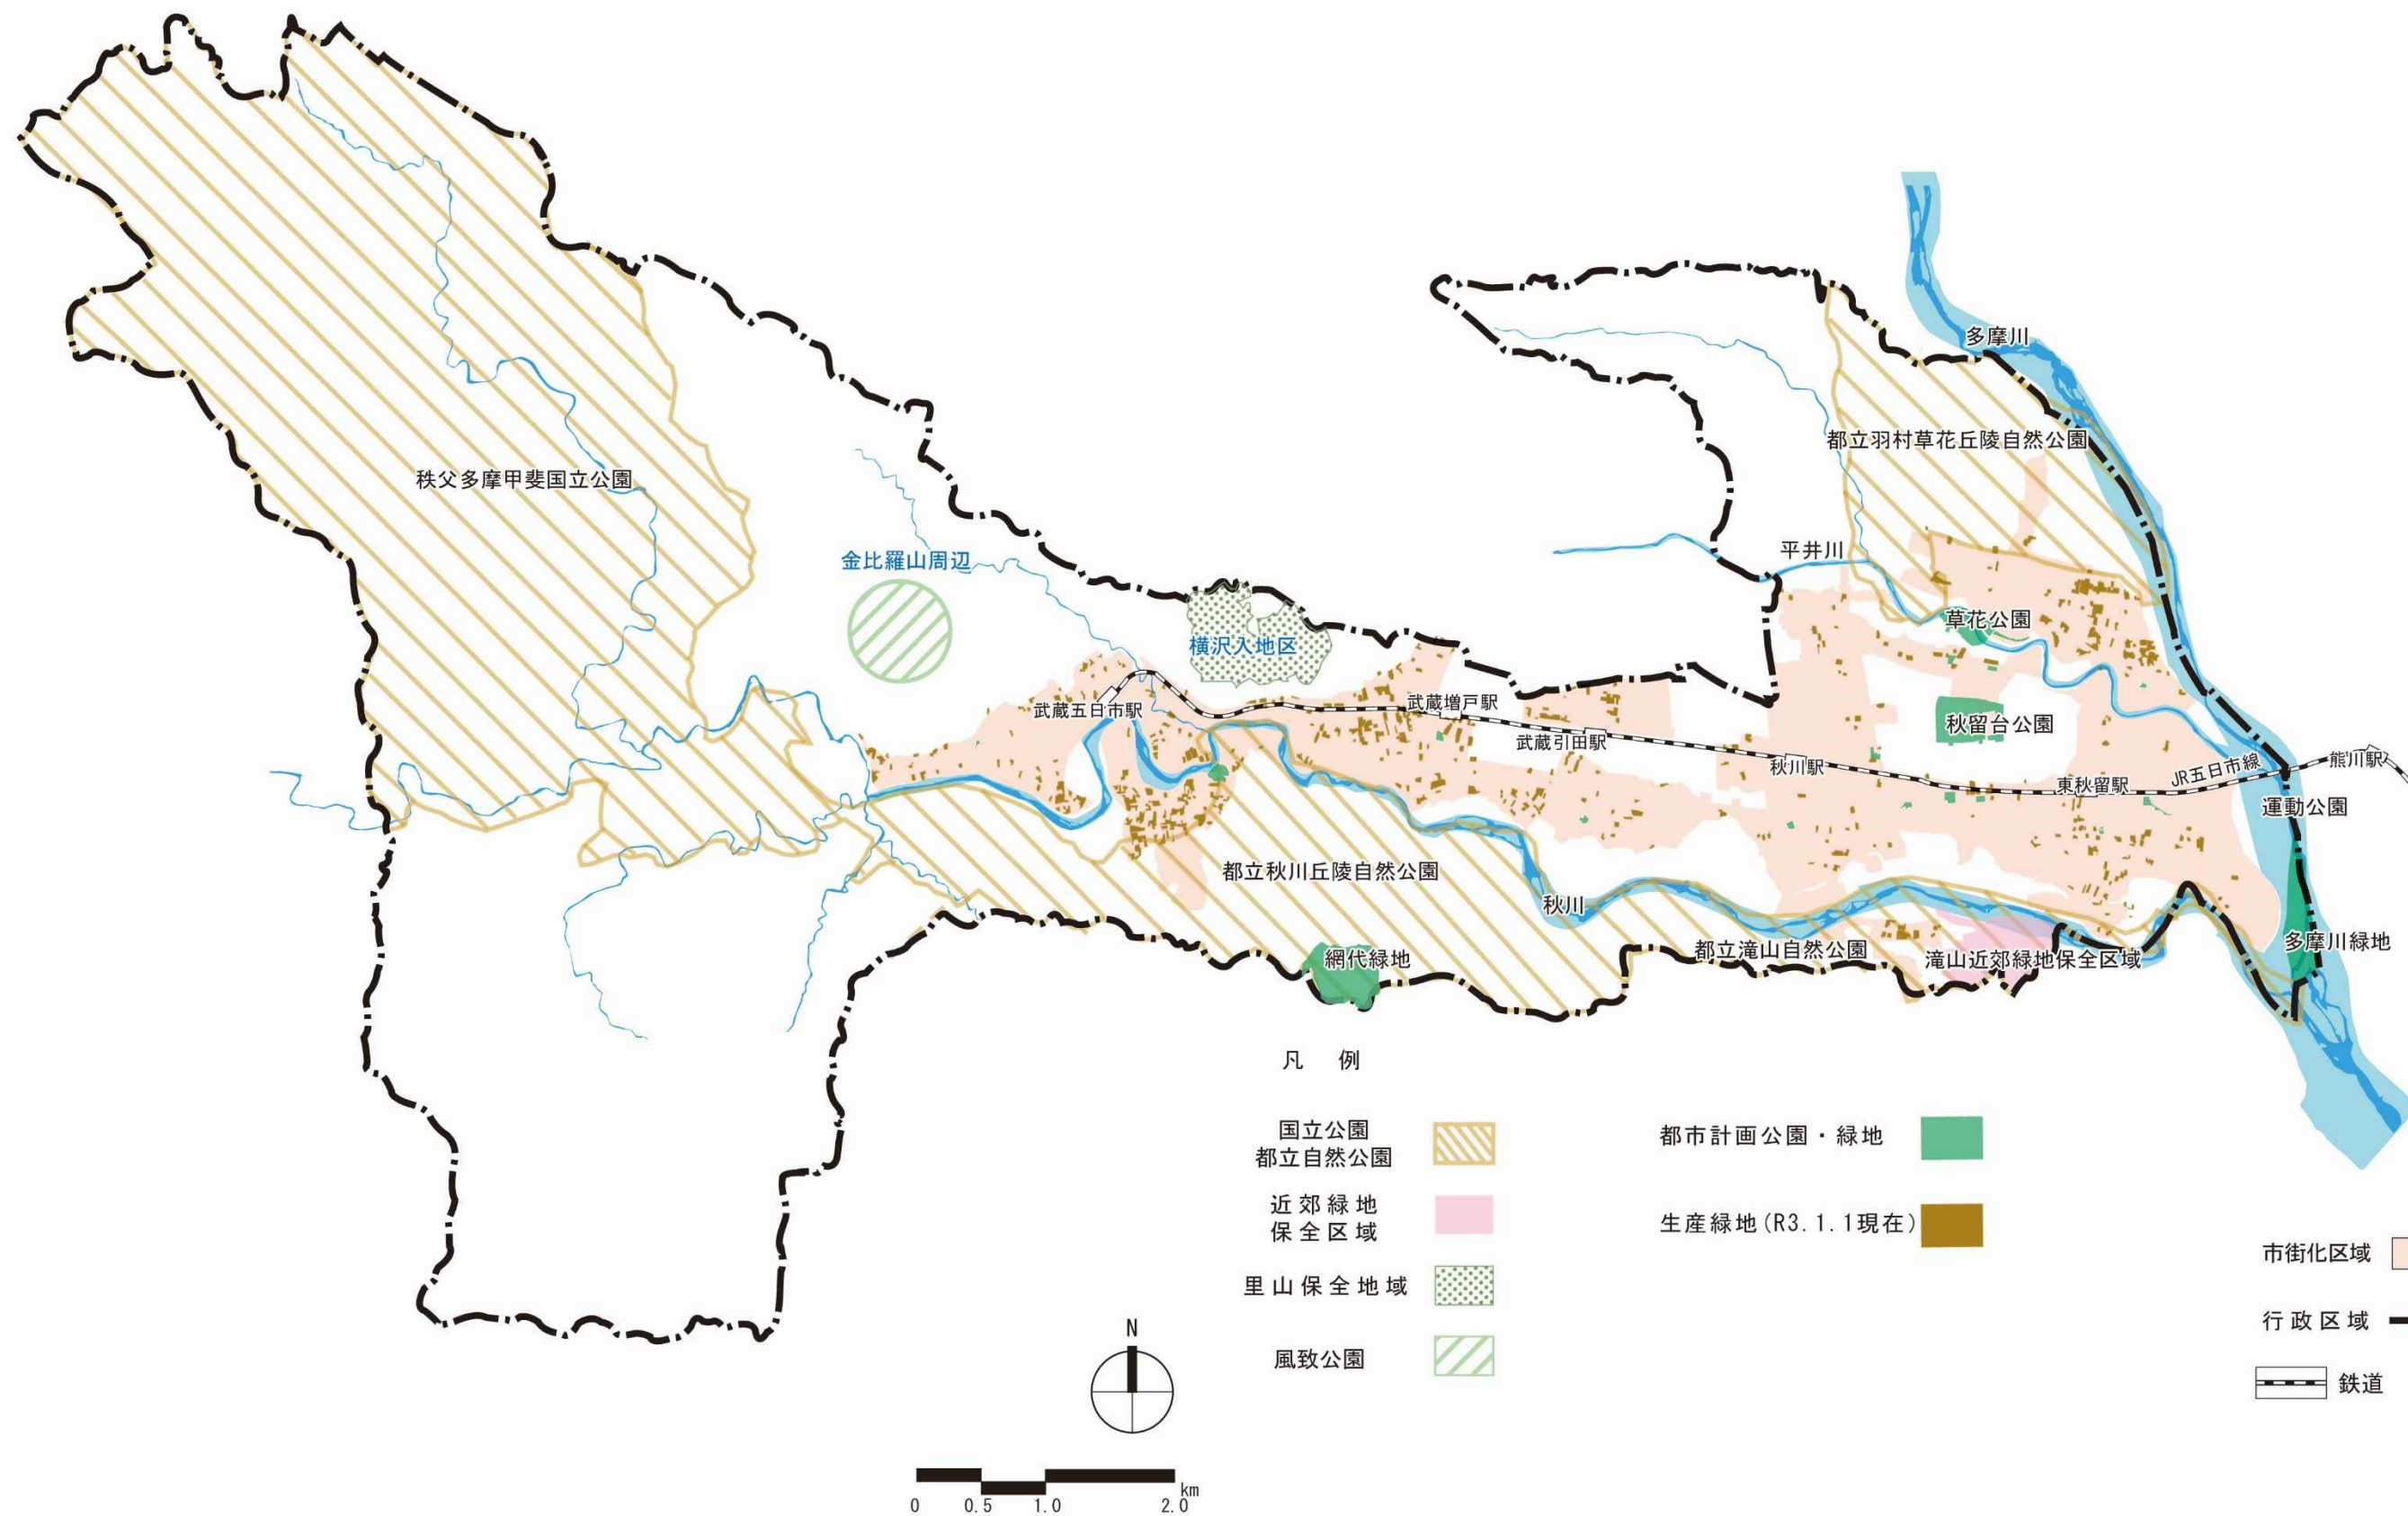 多摩川
都立羽村草花丘陵自然公園
秩父多摩甲斐国立公園
平井川
金比羅山周辺
草花公園
横沢入地区
武蔵五日市駅
武蔵増戸駅
秋留台公園
武蔵引田駅
秋川駅
東秋留駅
JR五日市線
熊川駅
運動公園
都立秋川丘陵自然公園
秋川
網代緑地
都立滝山自然公園
滝山近郊緑地保全区域
多摩川緑地
凡 例
国立公園
都立自然公園
近郊緑地
保全区域
里山保全地域
風致公園
都市計画公園・緑地
生産緑地(R3.1.1現在)
市街化区域
行政区域
鉄道
N
km
0 0.5 1.0 2.0